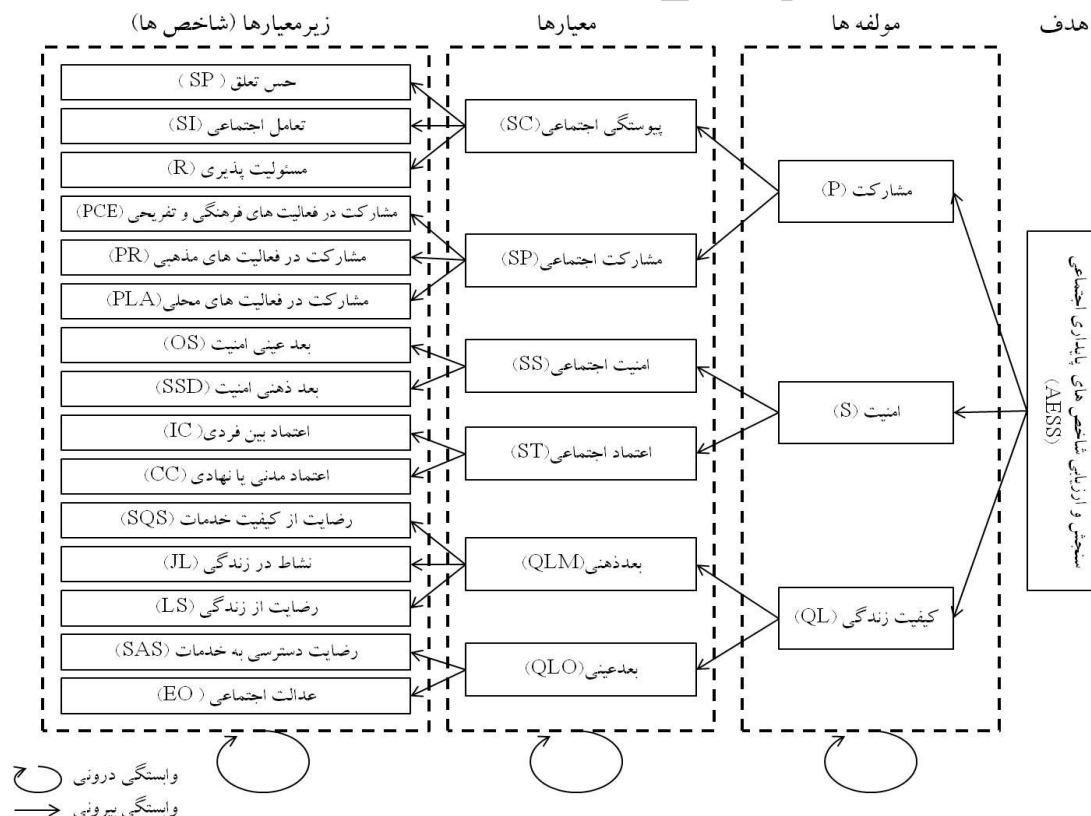 هدف
مولفه ها
معیارها
زیرمعیارها (شاخص ها)
سنجش و ارزیابی شاخص های پایداری اجتماعی
(AESS)
مشارکت (P)
امنیت (S)
کیفیت زندگی (QL)
پیوستگی اجتماعی(SC)
مشارکت اجتماعی(SP)
امنیت اجتماعی(SS)
اعتماد اجتماعی(ST)
بعدذهنی(QLM)
بعدعینی(QLO)
حس تعلق ( SP )
تعامل اجتماعی (SI)
مسئولیت پذیری (R)
مشارکت در فعالیت های فرهنگی و تفریحی (PCE)
مشارکت در فعالیت های مذهبی (PR)
مشارکت در فعالیت های محلی(PLA)
بعد عینی امنیت (OS)
بعد ذهنی امنیت (SSD)
اعتماد بین فردی( IC)
اعتماد مدنی یا نهادی (CC)
رضایت از کیفیت خدمات (SQS)
نشاط در زندگی (JL)
رضایت از زندگی (LS)
رضایت دسترسی به خدمات (SAS)
عدالت اجتماعی ( EO)
وابستگی درونی
وابستگی بیرونی